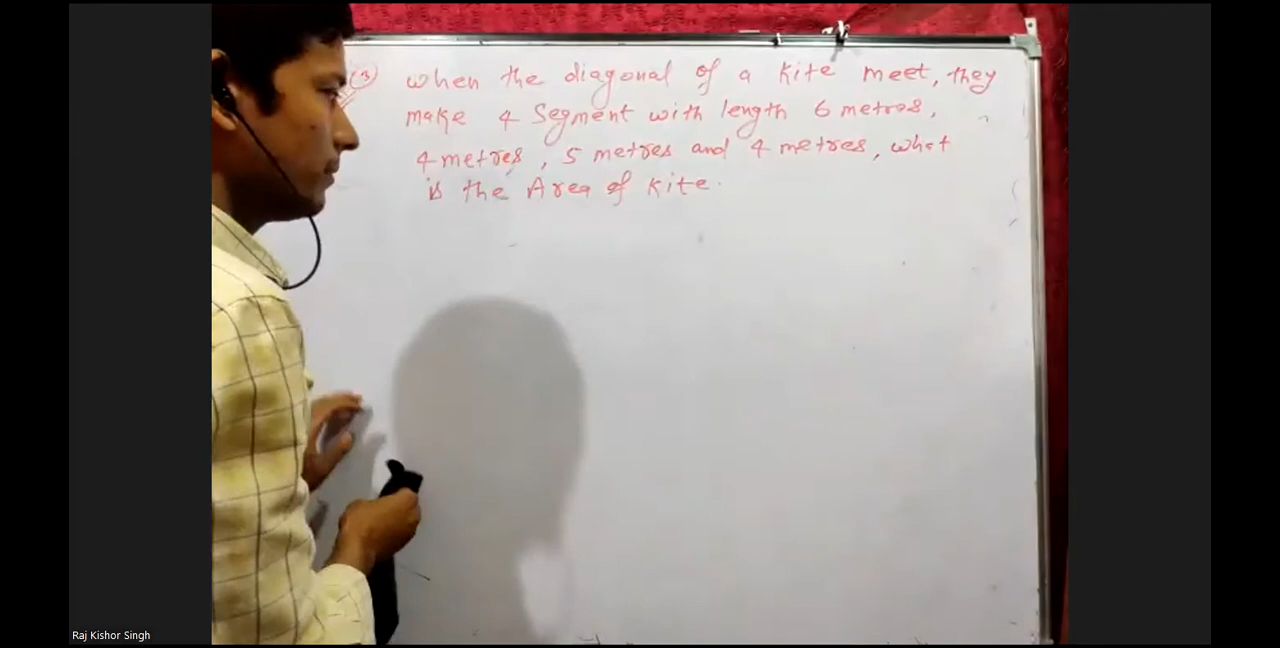 (3) When the diagonal of a kite meet, they
make 4 Segment with length 6 metres,
4 metres, 5 metres and 4 metres, what
is the Area of kite.
Raj Kishor Singh